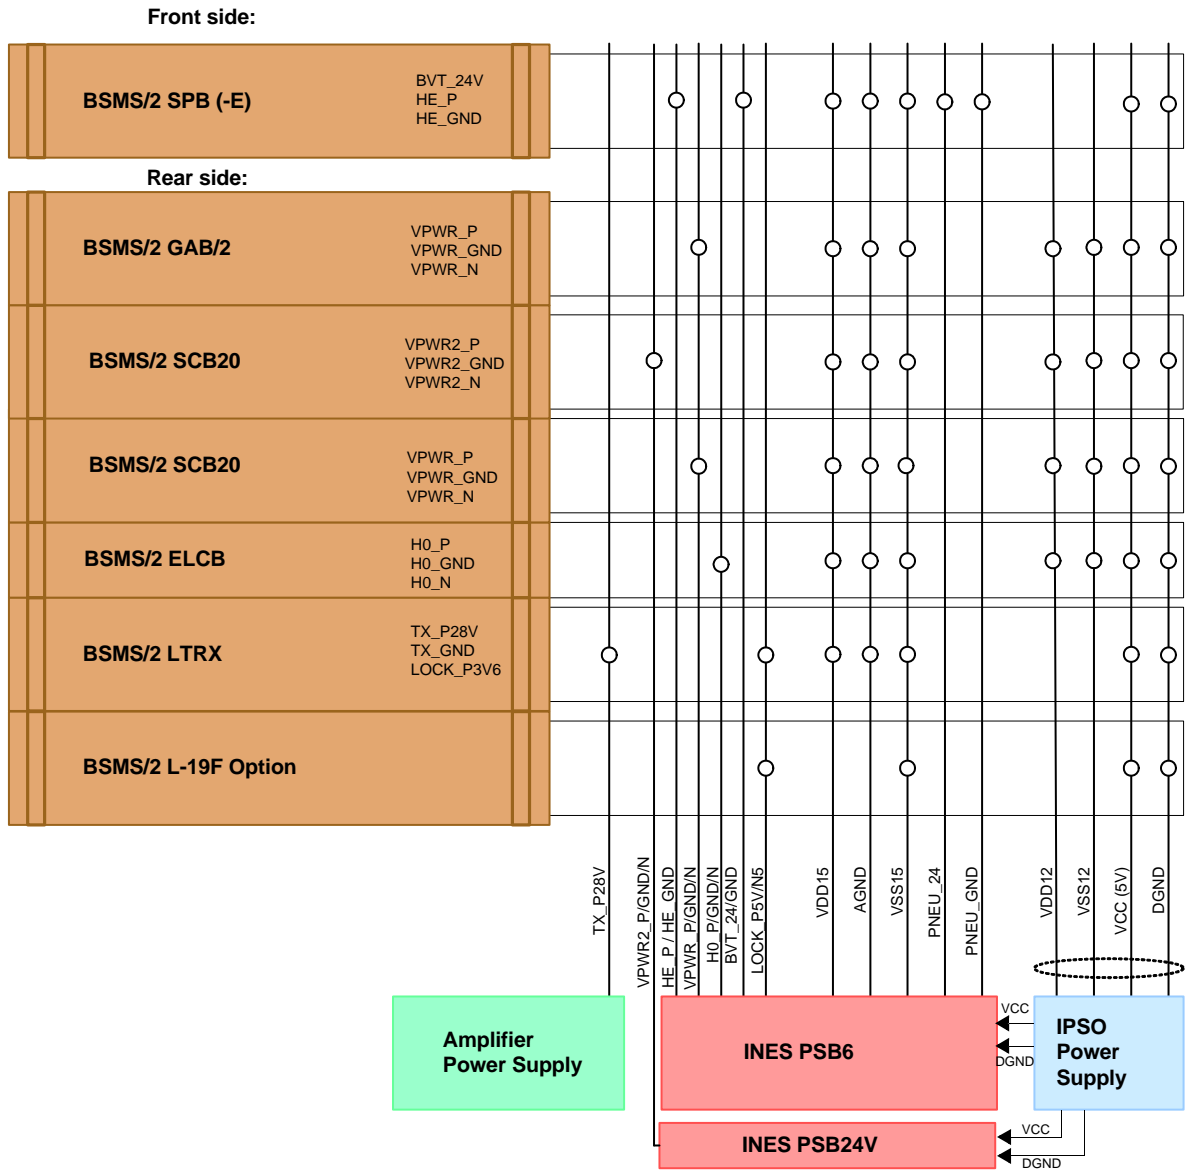 Front side:
BSMS/2 SPB (-E)
BVT_24V
HE_P
HE_GND
Rear side:
BSMS/2 GAB/2
VPWR_P
VPWR_GND
VPWR_N
BSMS/2 SCB20
VPWR2_P
VPWR2_GND
VPWR2_N
BSMS/2 SCB20
VPWR_P
VPWR_GND
VPWR_N
BSMS/2 ELCB
H0_P
H0_GND
H0_N
BSMS/2 LTRX
TX_P28V
TX_GND
LOCK_P3V6
BSMS/2 L-19F Option
TX_P28V
VPWR2_P/GND/N
HE_P / HE_GND
VPWR_P/GND/N
H0_P/GND/N
BVT_24/GND
LOCK_P5V/N5
VDD15
AGND
VSS15
PNEU_24
PNEU_GND
VDD12
VSS12
VCC (5V)
DGND
Amplifier
Power Supply
INES PSB6
VCC
DGND
IPSO
Power
Supply
INES PSB24V
VCC
DGND